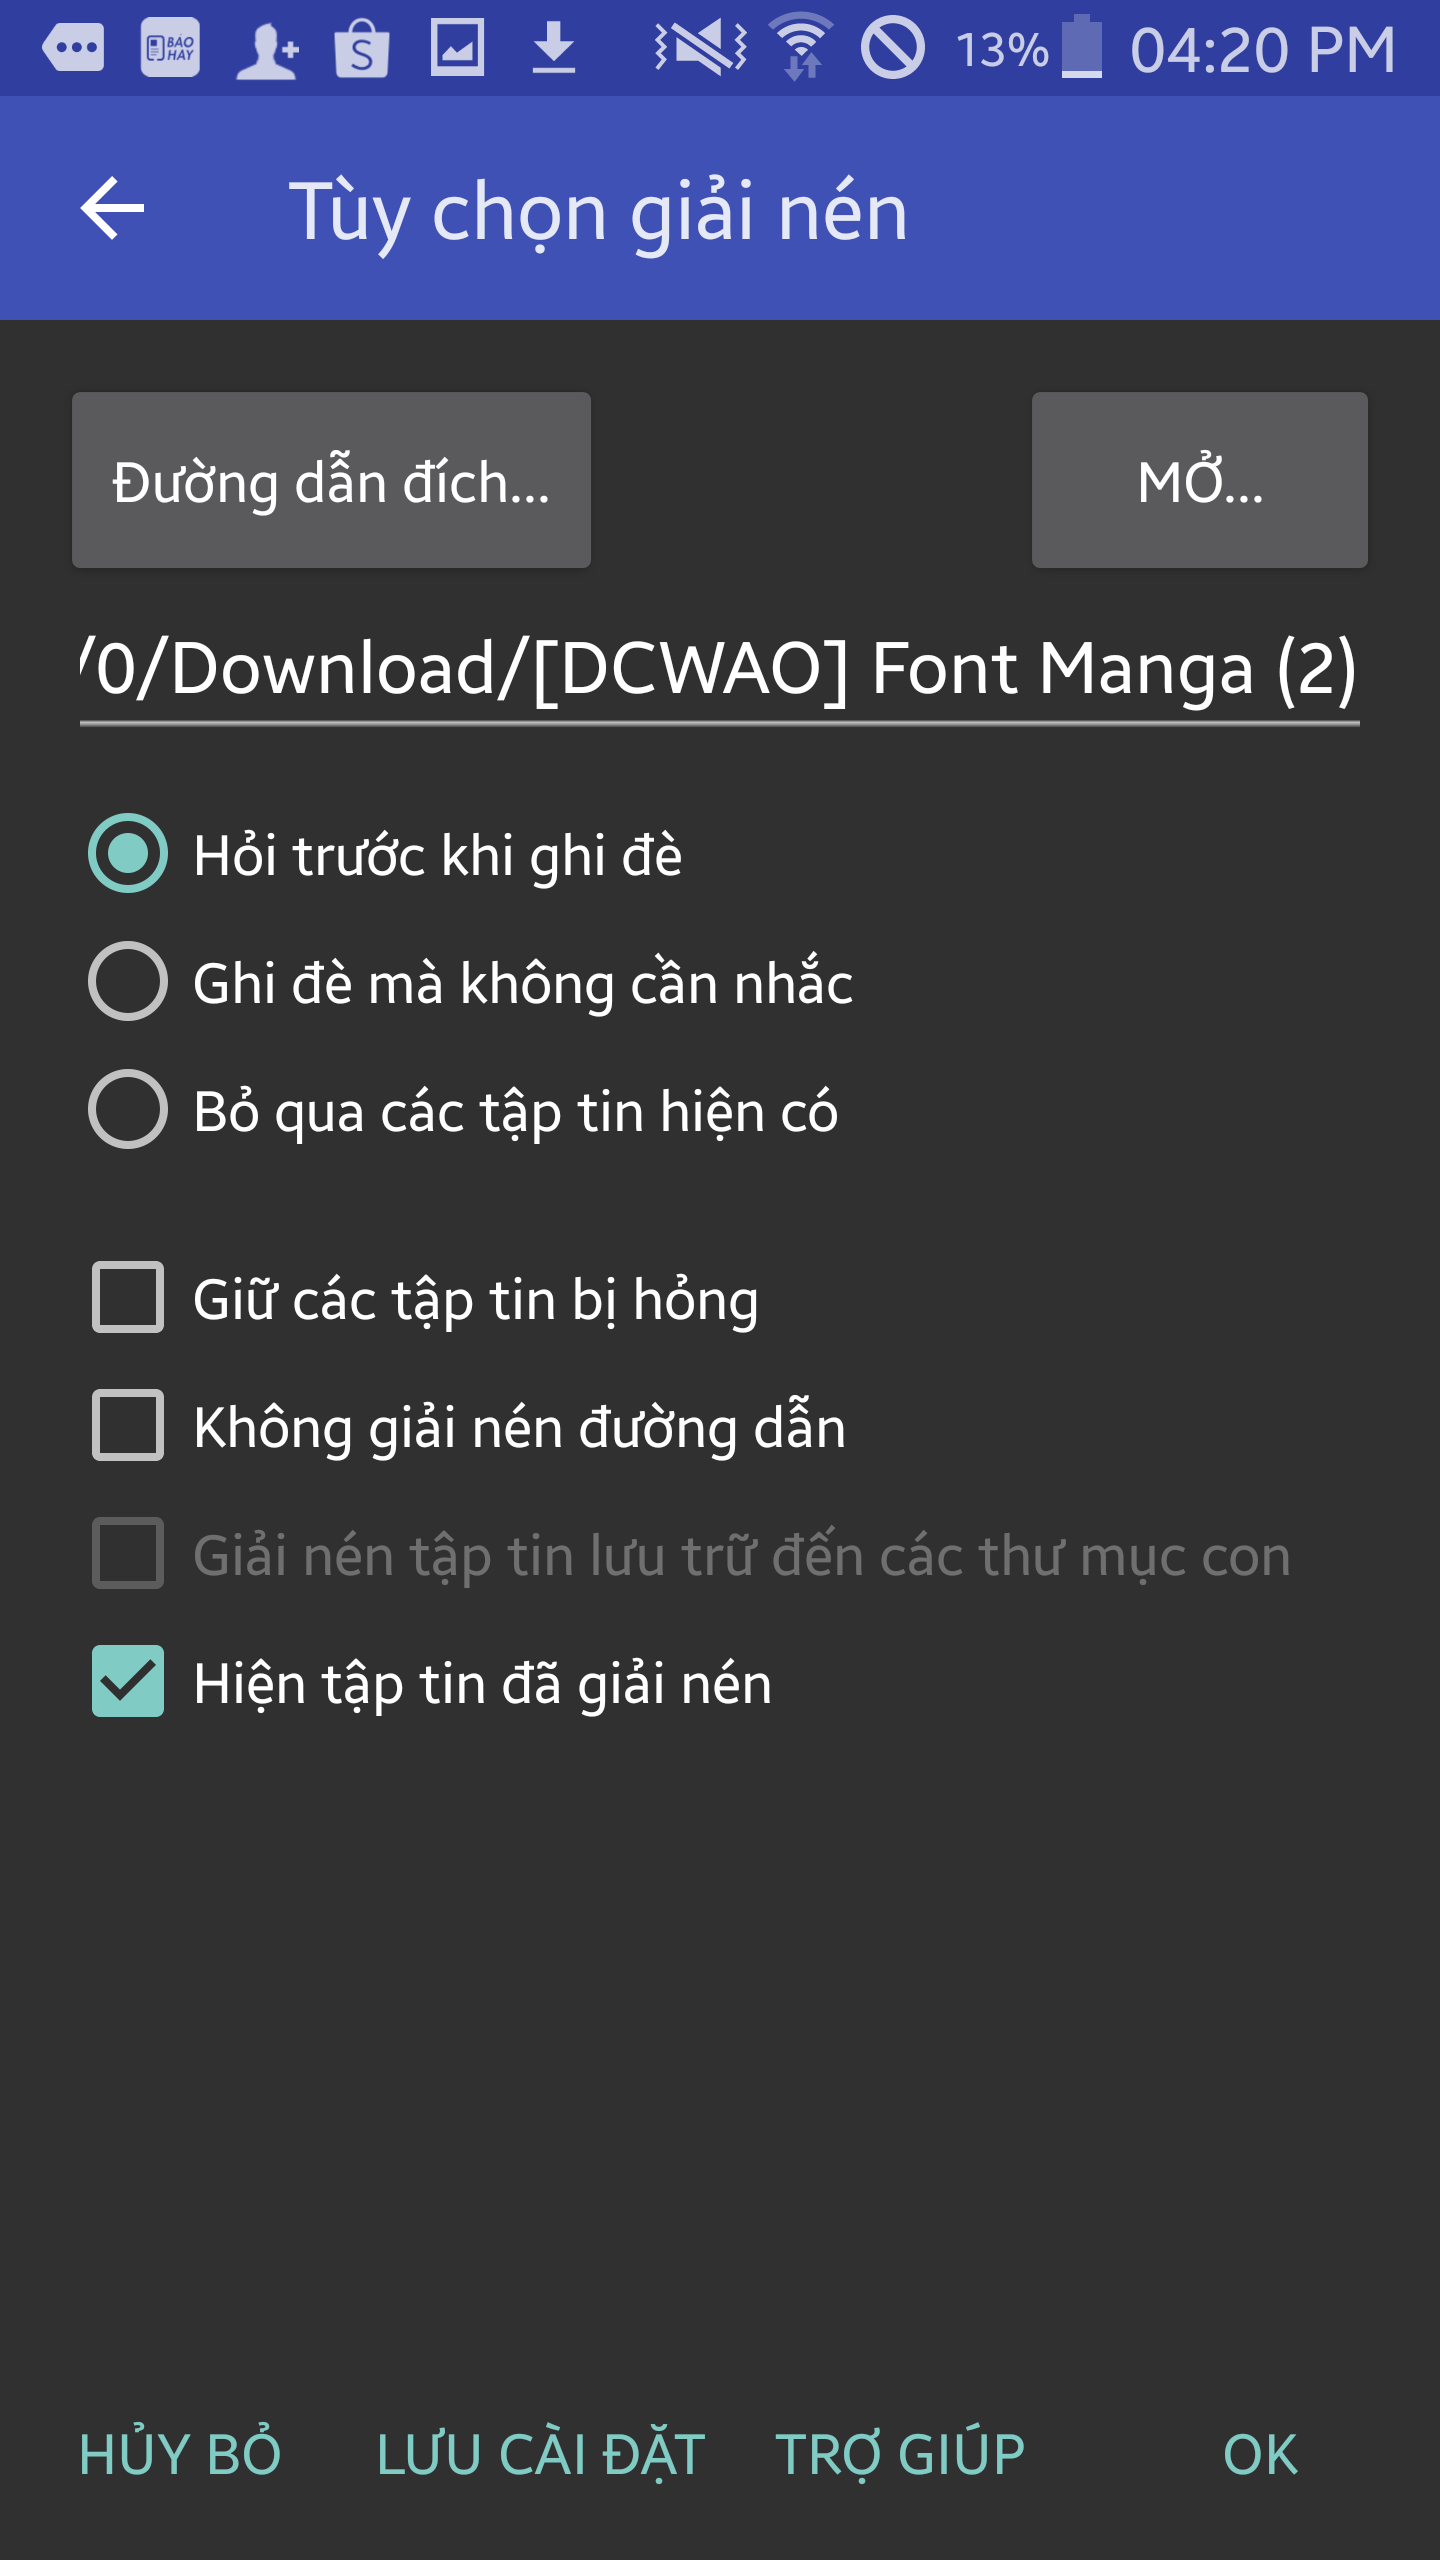 BÁO
HAY
S
13% 04:20 PM
Tùy chọn giải nén
Đường dẫn đích...
MỞ...
/0/Download/[DCWAO] Font Manga (2)
Hỏi trước khi ghi đè
Ghi đè mà không cần nhắc
Bỏ qua các tập tin hiện có
Giữ các tập tin bị hỏng
Không giải nén đường dẫn
Giải nén tập tin lưu trữ đến các thư mục con
Hiện tập tin đã giải nén
HỦY BỎ LƯU CÀI ĐẶT TRỢ GIÚP OK